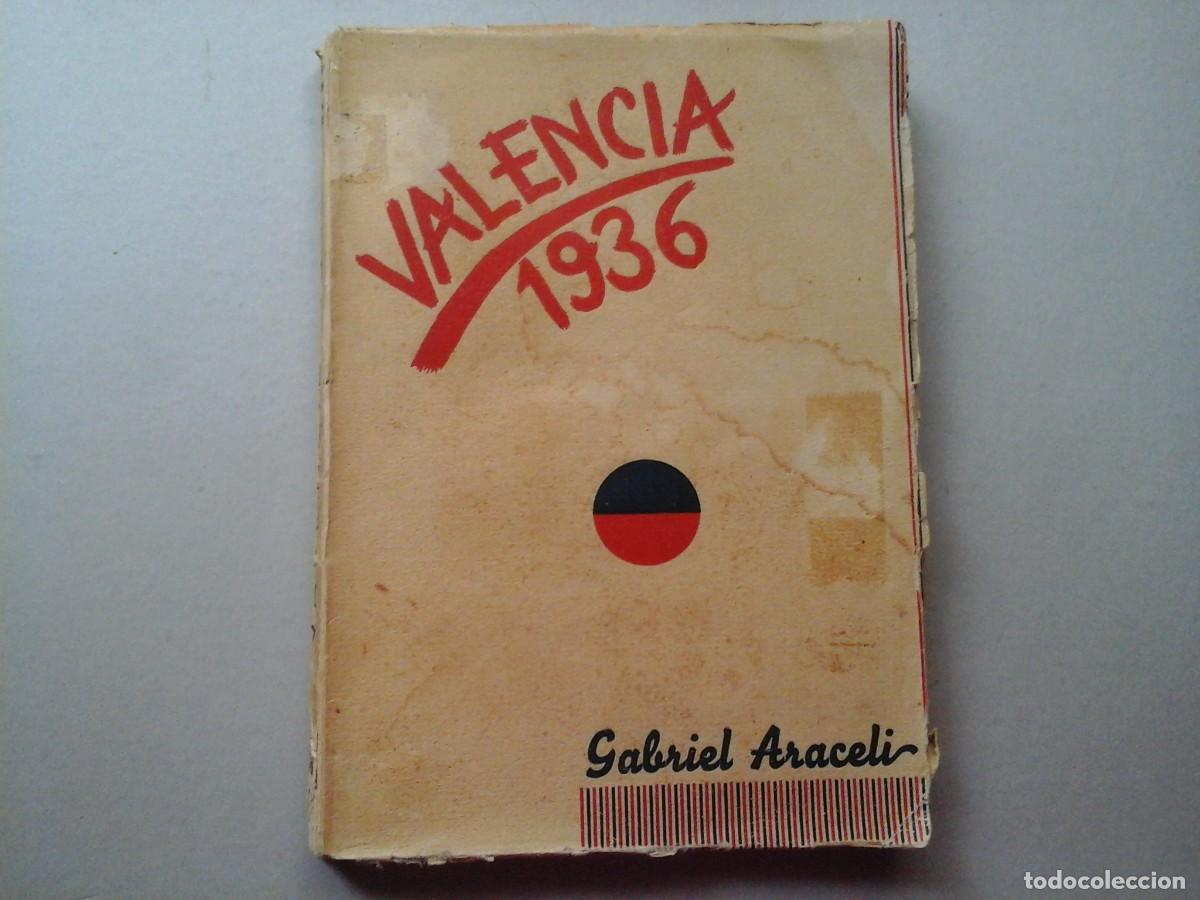 VALENCIA
1936
Gabriel Araceli
todocoleccion